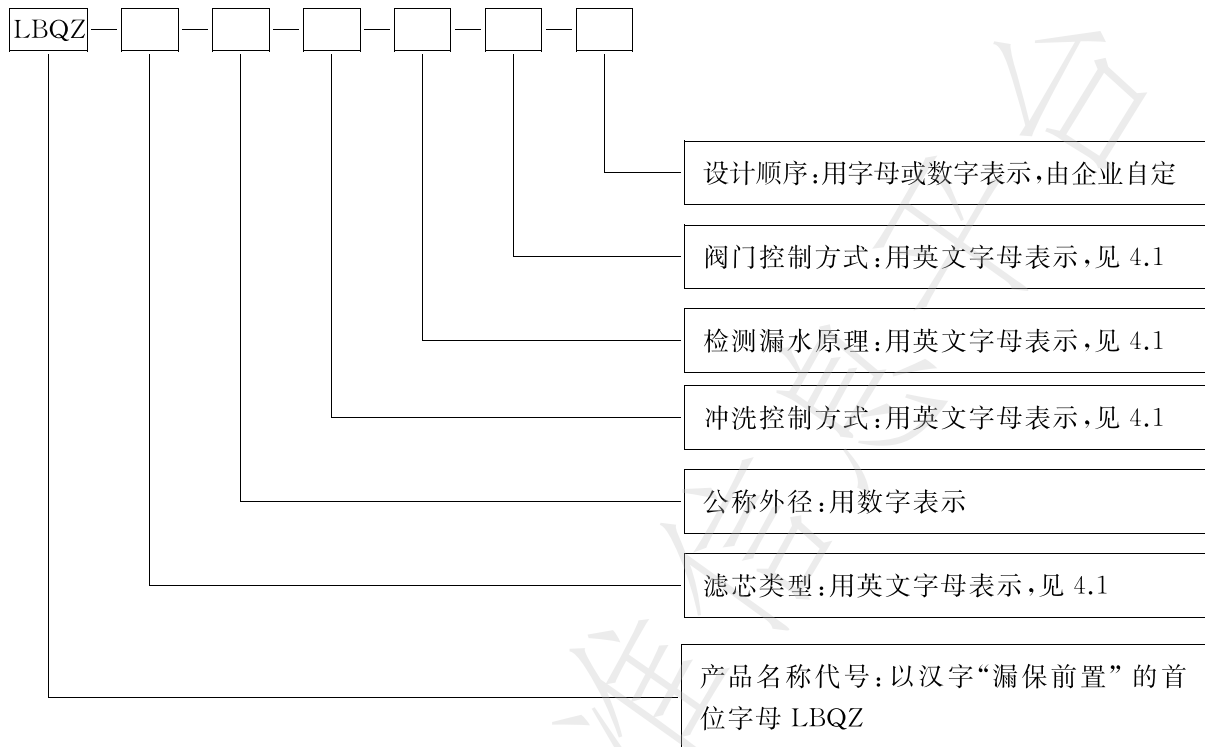 LBQZ
设计顺序:用字母或数字表示,由企业自定
阀门控制方式:用英文字母表示,见 4.1
检测漏水原理:用英文字母表示,见 4.1
冲洗控制方式:用英文字母表示,见 4.1
公称外径:用数字表示
滤芯类型:用英文字母表示,见 4.1
产品名称代号:以汉字“漏保前置”的首
位字母 LBQZ
准信息平台